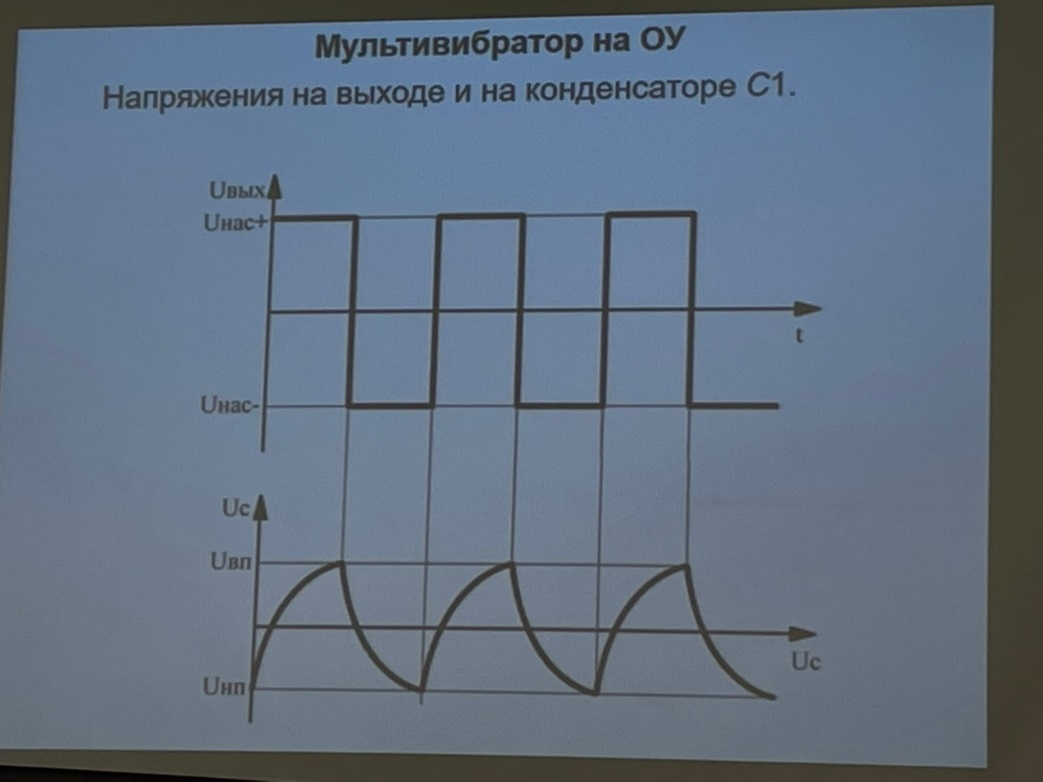 Мультивибратор на ОУ
Напряжения на выходе и на конденсаторе C1.
Uвых
Uнас+
t
Uнас-
Uc
Uвп
Uc
Uнп